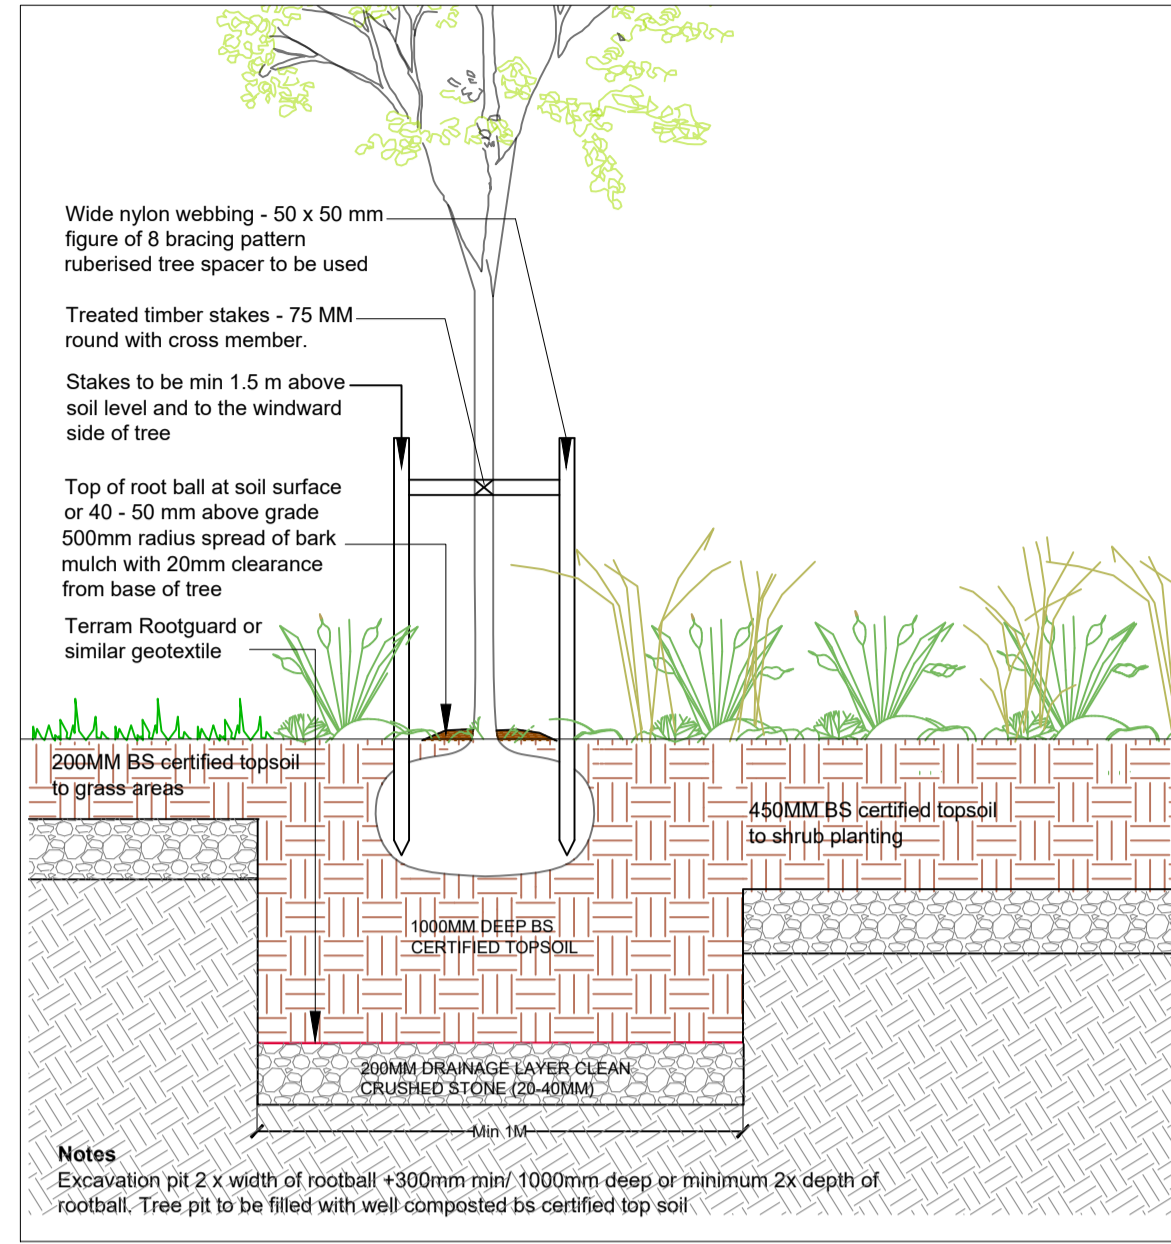 Wide nylon webbing - 50 x 50 mm
figure of 8 bracing pattern
ruberised tree spacer to be used
Treated timber stakes - 75 MM
round with cross member.
Stakes to be min 1.5 m above
soil level and to the windward
side of tree
Top of root ball at soil surface
or 40 - 50 mm above grade
500mm radius spread of bark
mulch with 20mm clearance
from base of tree
Terram Rootguard or
similar geotextile
200MM BS certified topsoil
to grass areas
450MM BS certified topsoil
to shrub planting
1000MM DEEP BS
CERTIFIED TOPSOIL
200MM DRAINAGE LAYER CLEAN
CRUSHED STONE (20-40MM)
Min 1M
Notes
Excavation pit 2 x width of rootball +300mm min/ 1000mm deep or minimum 2x depth of
rootball. Tree pit to be filled with well composted bs certified top soil